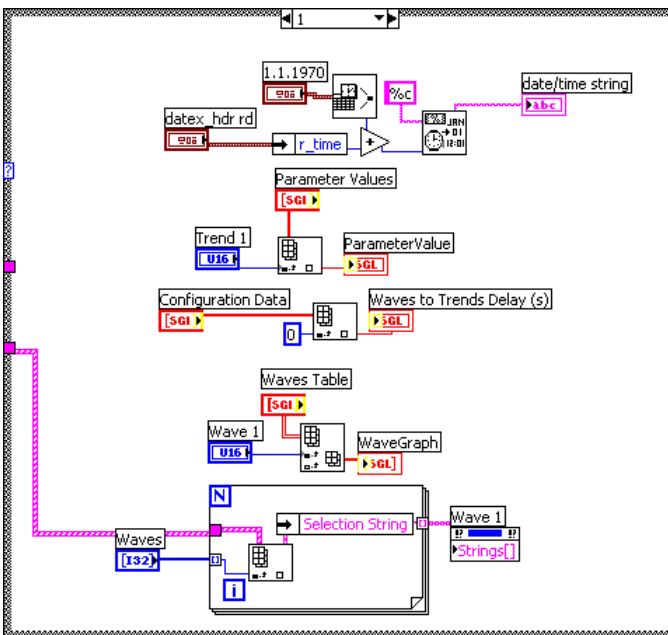 1
1.1.1970
%c
date/time string
abc
JAN
01
12:01
datex_hdr rd
r_time
+
?
Parameter Values
[SGL
Trend 1
U16
ParameterValue
SGL
Configuration Data
[SGL
Waves to Trends Delay (s)
SGL
0
Waves Table
[SGL
Wave 1
U16
WaveGraph
SGL]
N
Selection String
Wave 1
Waves
[I32]
Strings[]
i